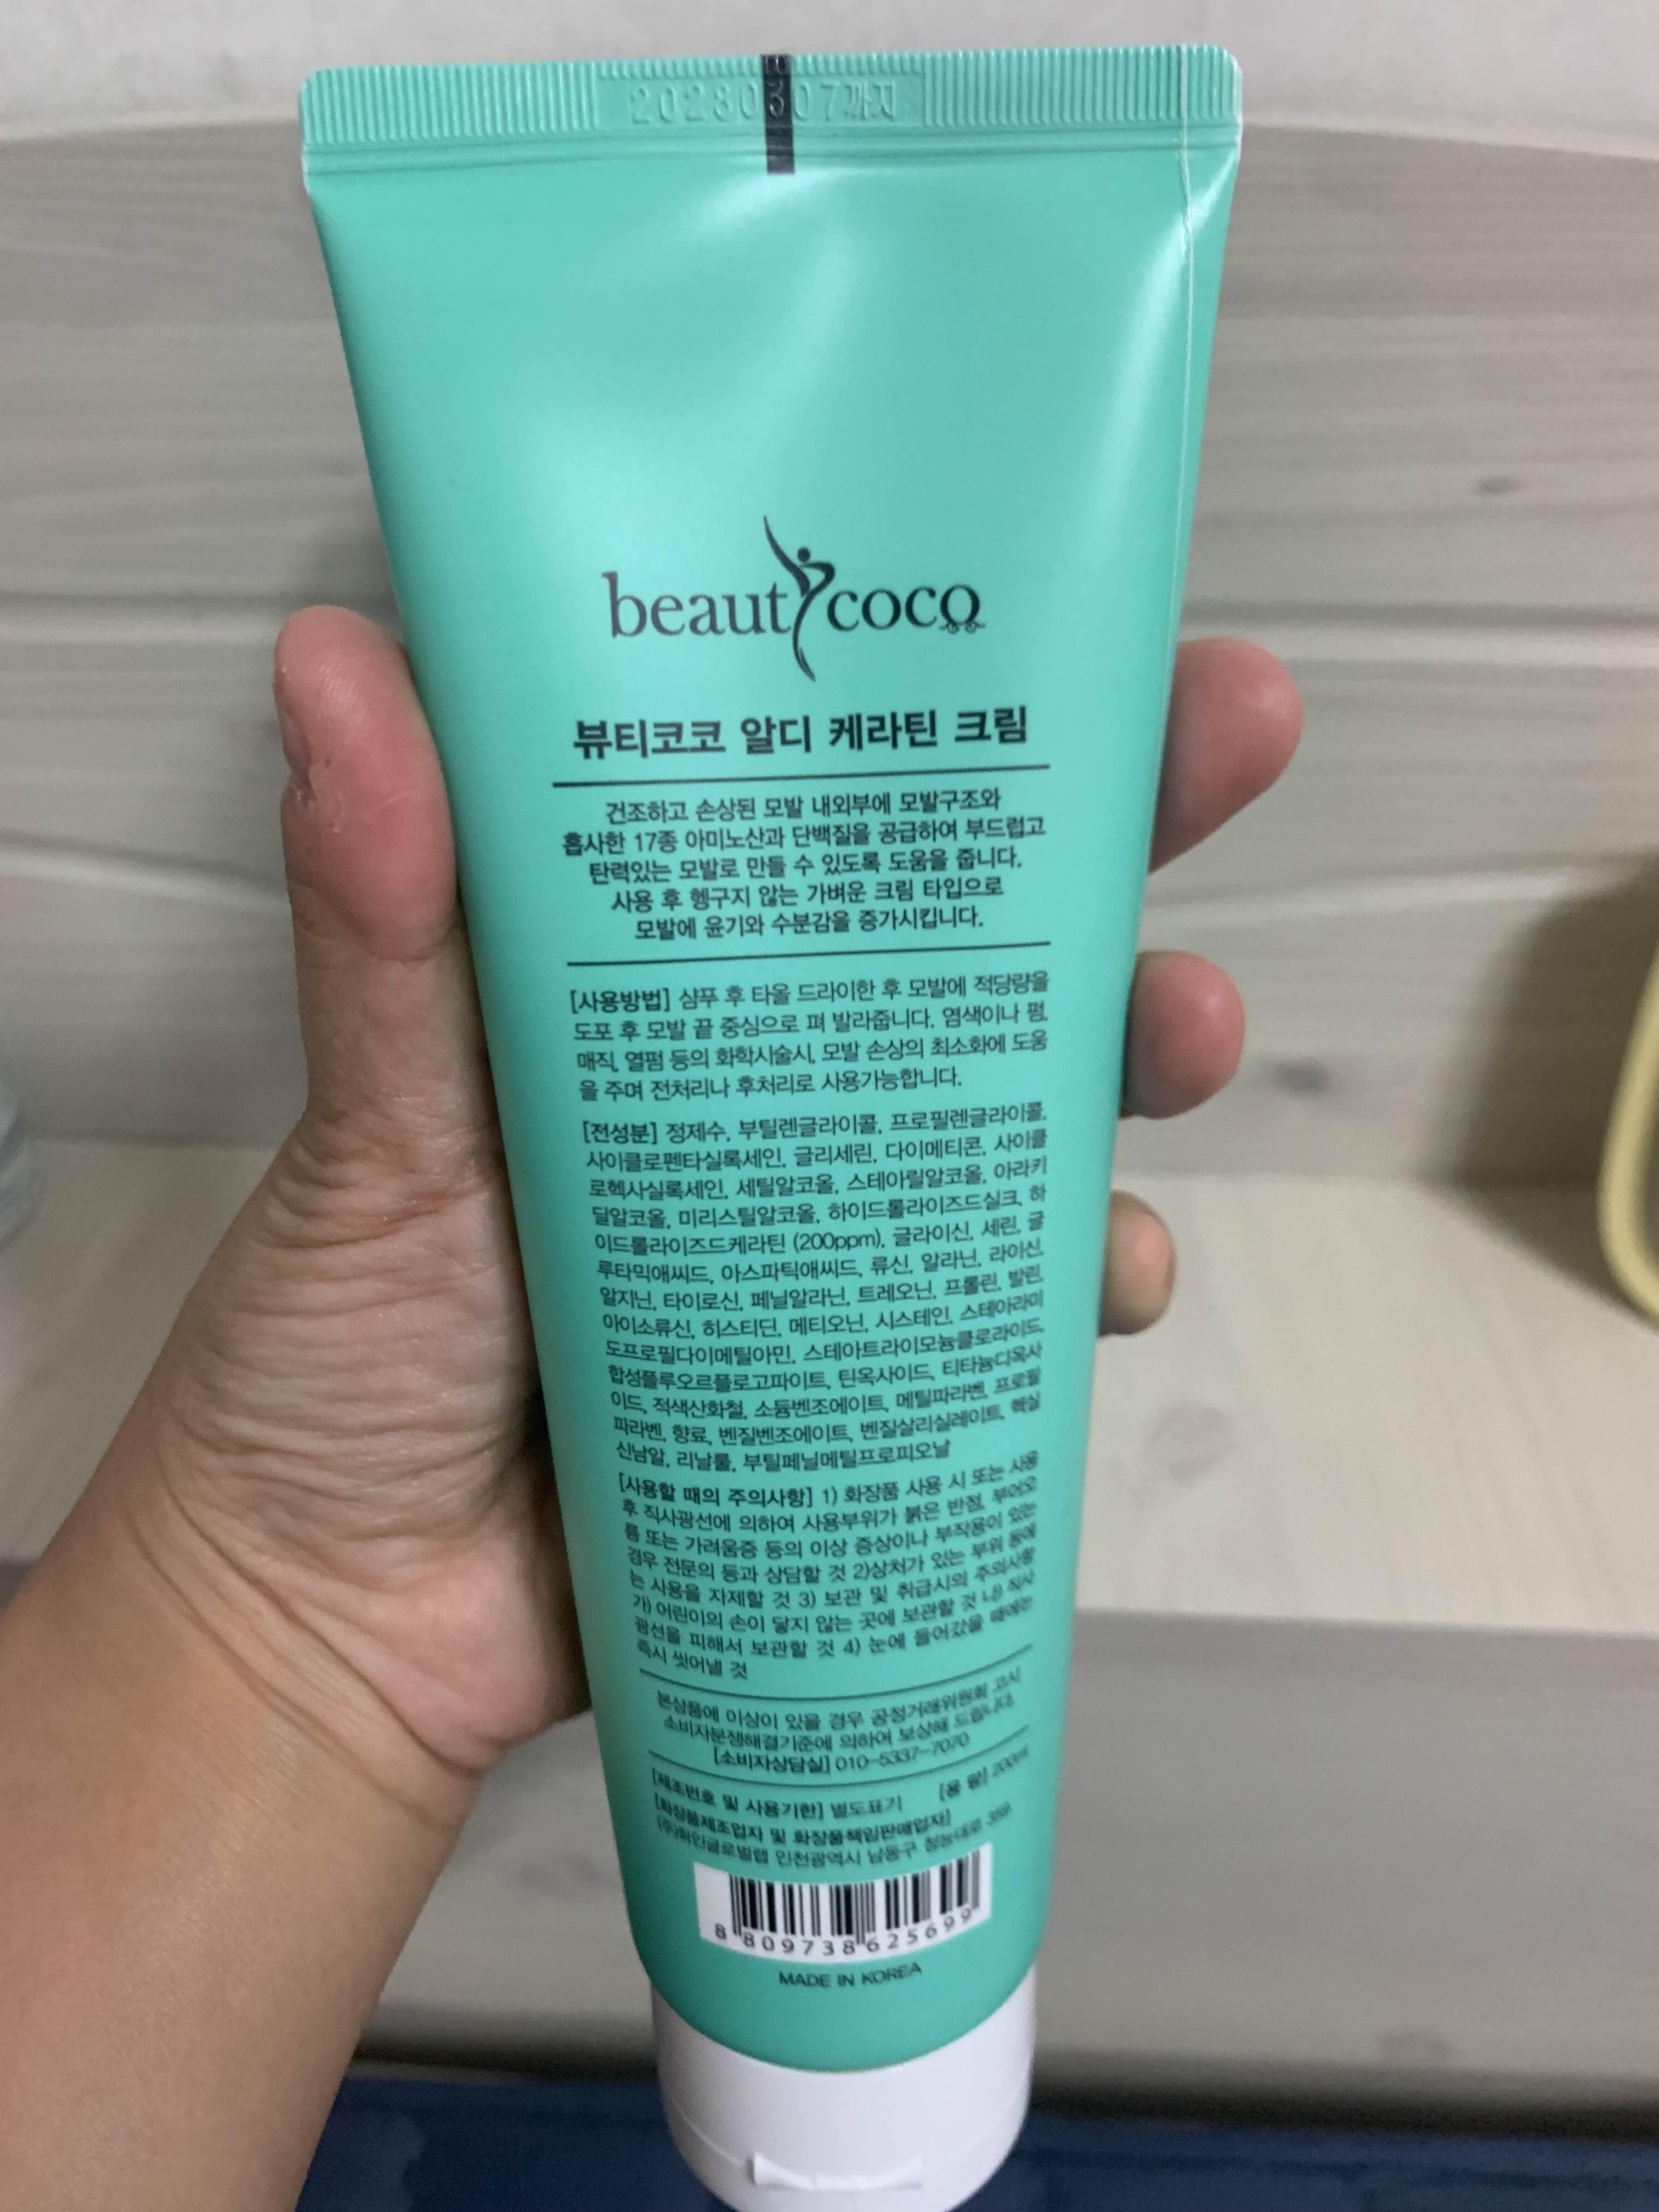 20280307까지
beautycoco
뷰티코코 알디 케라틴 크림
건조하고 손상된 모발 내외부에 모발구조와
흡사한 17종 아미노산과 단백질을 공급하여 부드럽고
탄력있는 모발로 만들 수 있도록 도움을 줍니다.
사용 후 헹구지 않는 가벼운 크림 타입으로
모발에 윤기와 수분감을 증가시킵니다.
[사용방법] 샴푸 후 타올 드라이한 후 모발에 적당량을
도포 후 모발 끝 중심으로 펴 발라줍니다. 염색이나 펌,
매직, 열펌 등의 화학시술시, 모발 손상의 최소화에 도움
을 주며 전처리나 후처리로 사용가능합니다.
[전성분] 정제수, 부틸렌글라이콜, 프로필렌글라이콜,
사이클로펜타실록세인, 글리세린, 다이메티콘, 사이클
로헥사실록세인, 세틸알코올, 스테아릴알코올, 아라키
딜알코올, 미리스틸알코올, 하이드롤라이즈드실크, 하
이드롤라이즈드케라틴 (200ppm), 글라이신, 세린, 글
루타믹애씨드, 아스파틱애씨드, 류신, 알라닌, 라이신,
알지닌, 타이로신, 페닐알라닌, 트레오닌, 프롤린, 발린,
아이소류신, 히스티딘, 메티오닌, 시스테인, 스테아라미
도프로필다이메틸아민, 스테아트라이모늄클로라이드,
합성플루오르플로고파이트, 틴옥사이드, 티타늄디옥사
이드, 적색산화철, 소듐벤조에이트, 메틸파라벤, 프로필
파라벤, 향료, 벤질벤조에이트, 벤질살리실레이트, 헥실
신남알, 리날룰, 부틸페닐메틸프로피오날
[사용할 때의 주의사항] 1) 화장품 사용 시 또는 사용
후 직사광선에 의하여 사용부위가 붉은 반점, 부어오
름 또는 가려움증 등의 이상 증상이나 부작용이 있는
경우 전문의 등과 상담할 것 2)상처가 있는 부위 등에
는 사용을 자제할 것 3) 보관 및 취급시의 주의사항
가) 어린이의 손이 닿지 않는 곳에 보관할 것 나) 직사
광선을 피해서 보관할 것 4) 눈에 들어갔을 때에는
즉시 씻어낼 것
본상품에 이상이 있을 경우 공정거래위원회 고시
소비자분쟁해결기준에 의하여 보상해 드립니다.
[소비자상담실] 010-5337-7070
[제조번호 및 사용기한] 별도표기 [용 량] 200ml
[화장품제조업자 및 화장품책임판매업자]
(주)화인글로벌랩 인천광역시 남동구
8 809738 625699
MADE IN KOREA